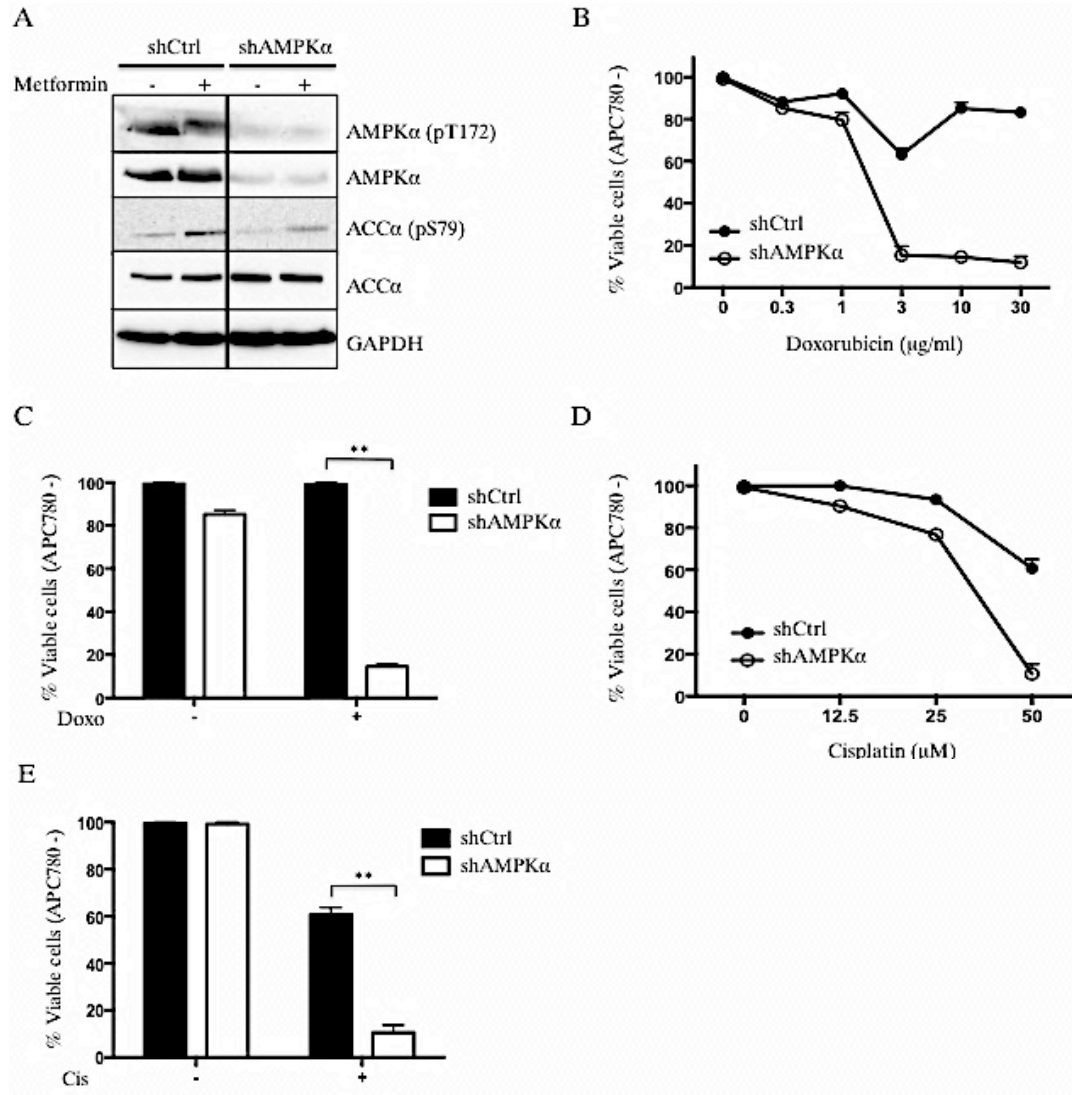 A
shCtrl shAMPKα
Metformin - + - +
AMPKα (pT172)
AMPKα
ACCα (pS79)
ACCα
GAPDH
B
% Viable cells (APC780 -)
100
80
60
40
20
0
shCtrl
shAMPKα
0 0.3 1 3 10 30
Doxorubicin (µg/ml)
C
% Viable cells (APC780 -)
100
80
60
40
20
0
**
shCtrl
shAMPKα
Doxo - +
D
% Viable cells (APC780 -)
100
80
60
40
20
0
shCtrl
shAMPKα
0 12.5 25 50
Cisplatin (µM)
E
% Viable cells (APC780 -)
100
80
60
40
20
0
**
shCtrl
shAMPKα
Cis - +